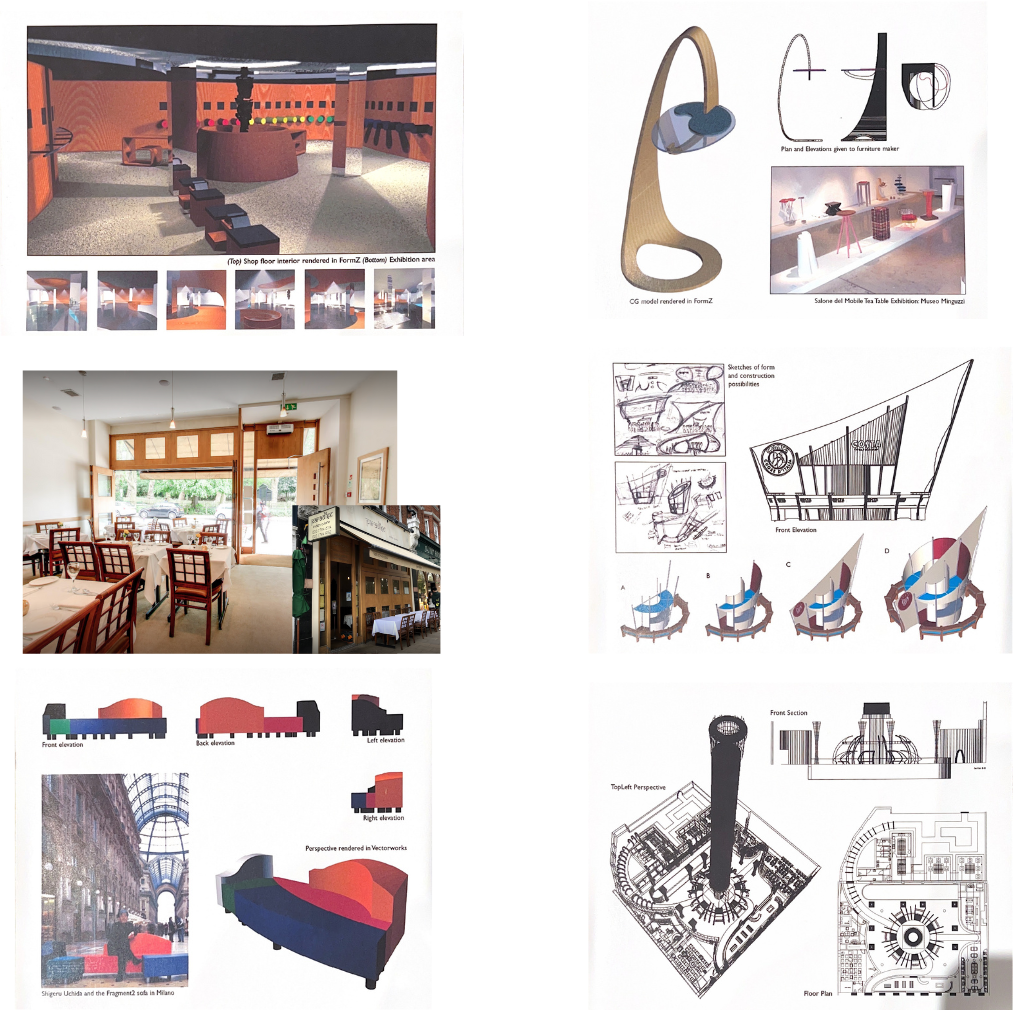 (Top) Shop floor interior rendered in FormZ (Bottom) Exhibition area
Plan and Elevations given to furniture maker
CG model rendered in FormZ
Salone del Mobile Tea Table Exhibition: Museo Minguzzi
Sketches of form
and construction
possibilities
COSTA
Front Elevation
A
B
C
D
Front elevation
Back elevation
Left elevation
Right elevation
Perspective rendered in Vectorworks
Shigeru Uchida and the Fragment2 sofa in Milano
Front Section
TopLeft Perspective
Floor Plan